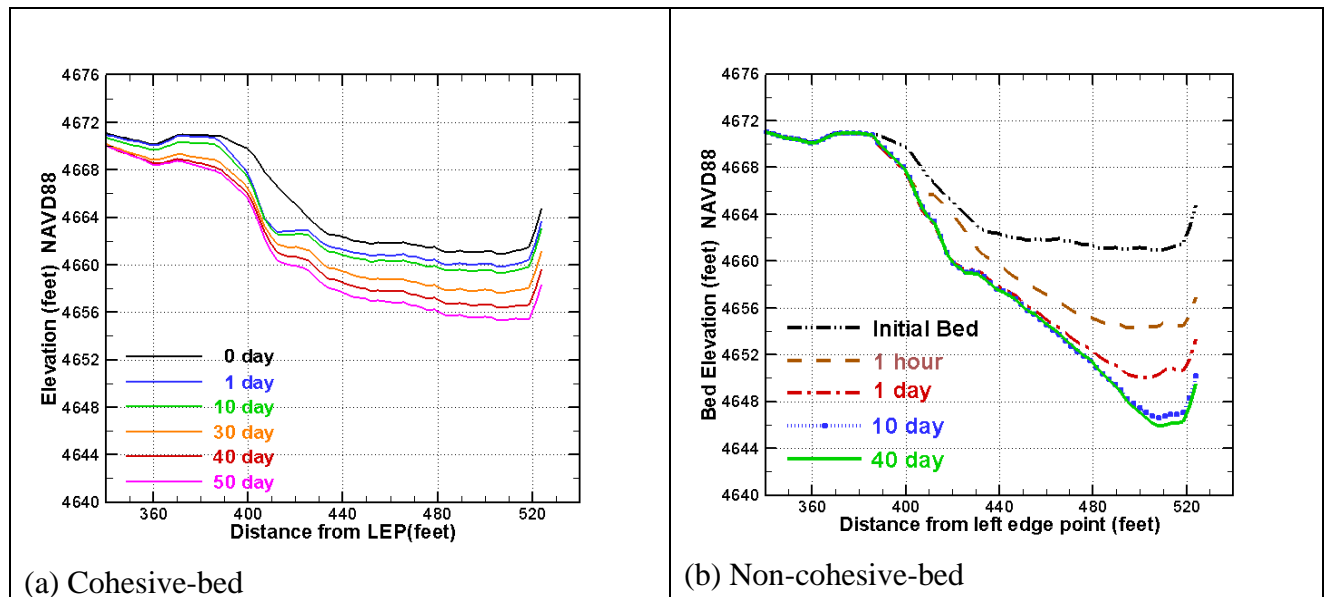 4676
4672
4668
4664
4660
4656
4652
4648
4644
4640
Elevation (feet) NAVD88
0 day
1 day
10 day
30 day
40 day
50 day
360 400 440 480 520
Distance from LEP(feet)
(a) Cohesive-bed
4676
4672
4668
4664
4660
4656
4652
4648
4644
4640
Bed Elevation (feet) NAVD88
Initial Bed
1 hour
1 day
10 day
40 day
360 400 440 480 520
Distance from left edge point (feet)
(b) Non-cohesive-bed